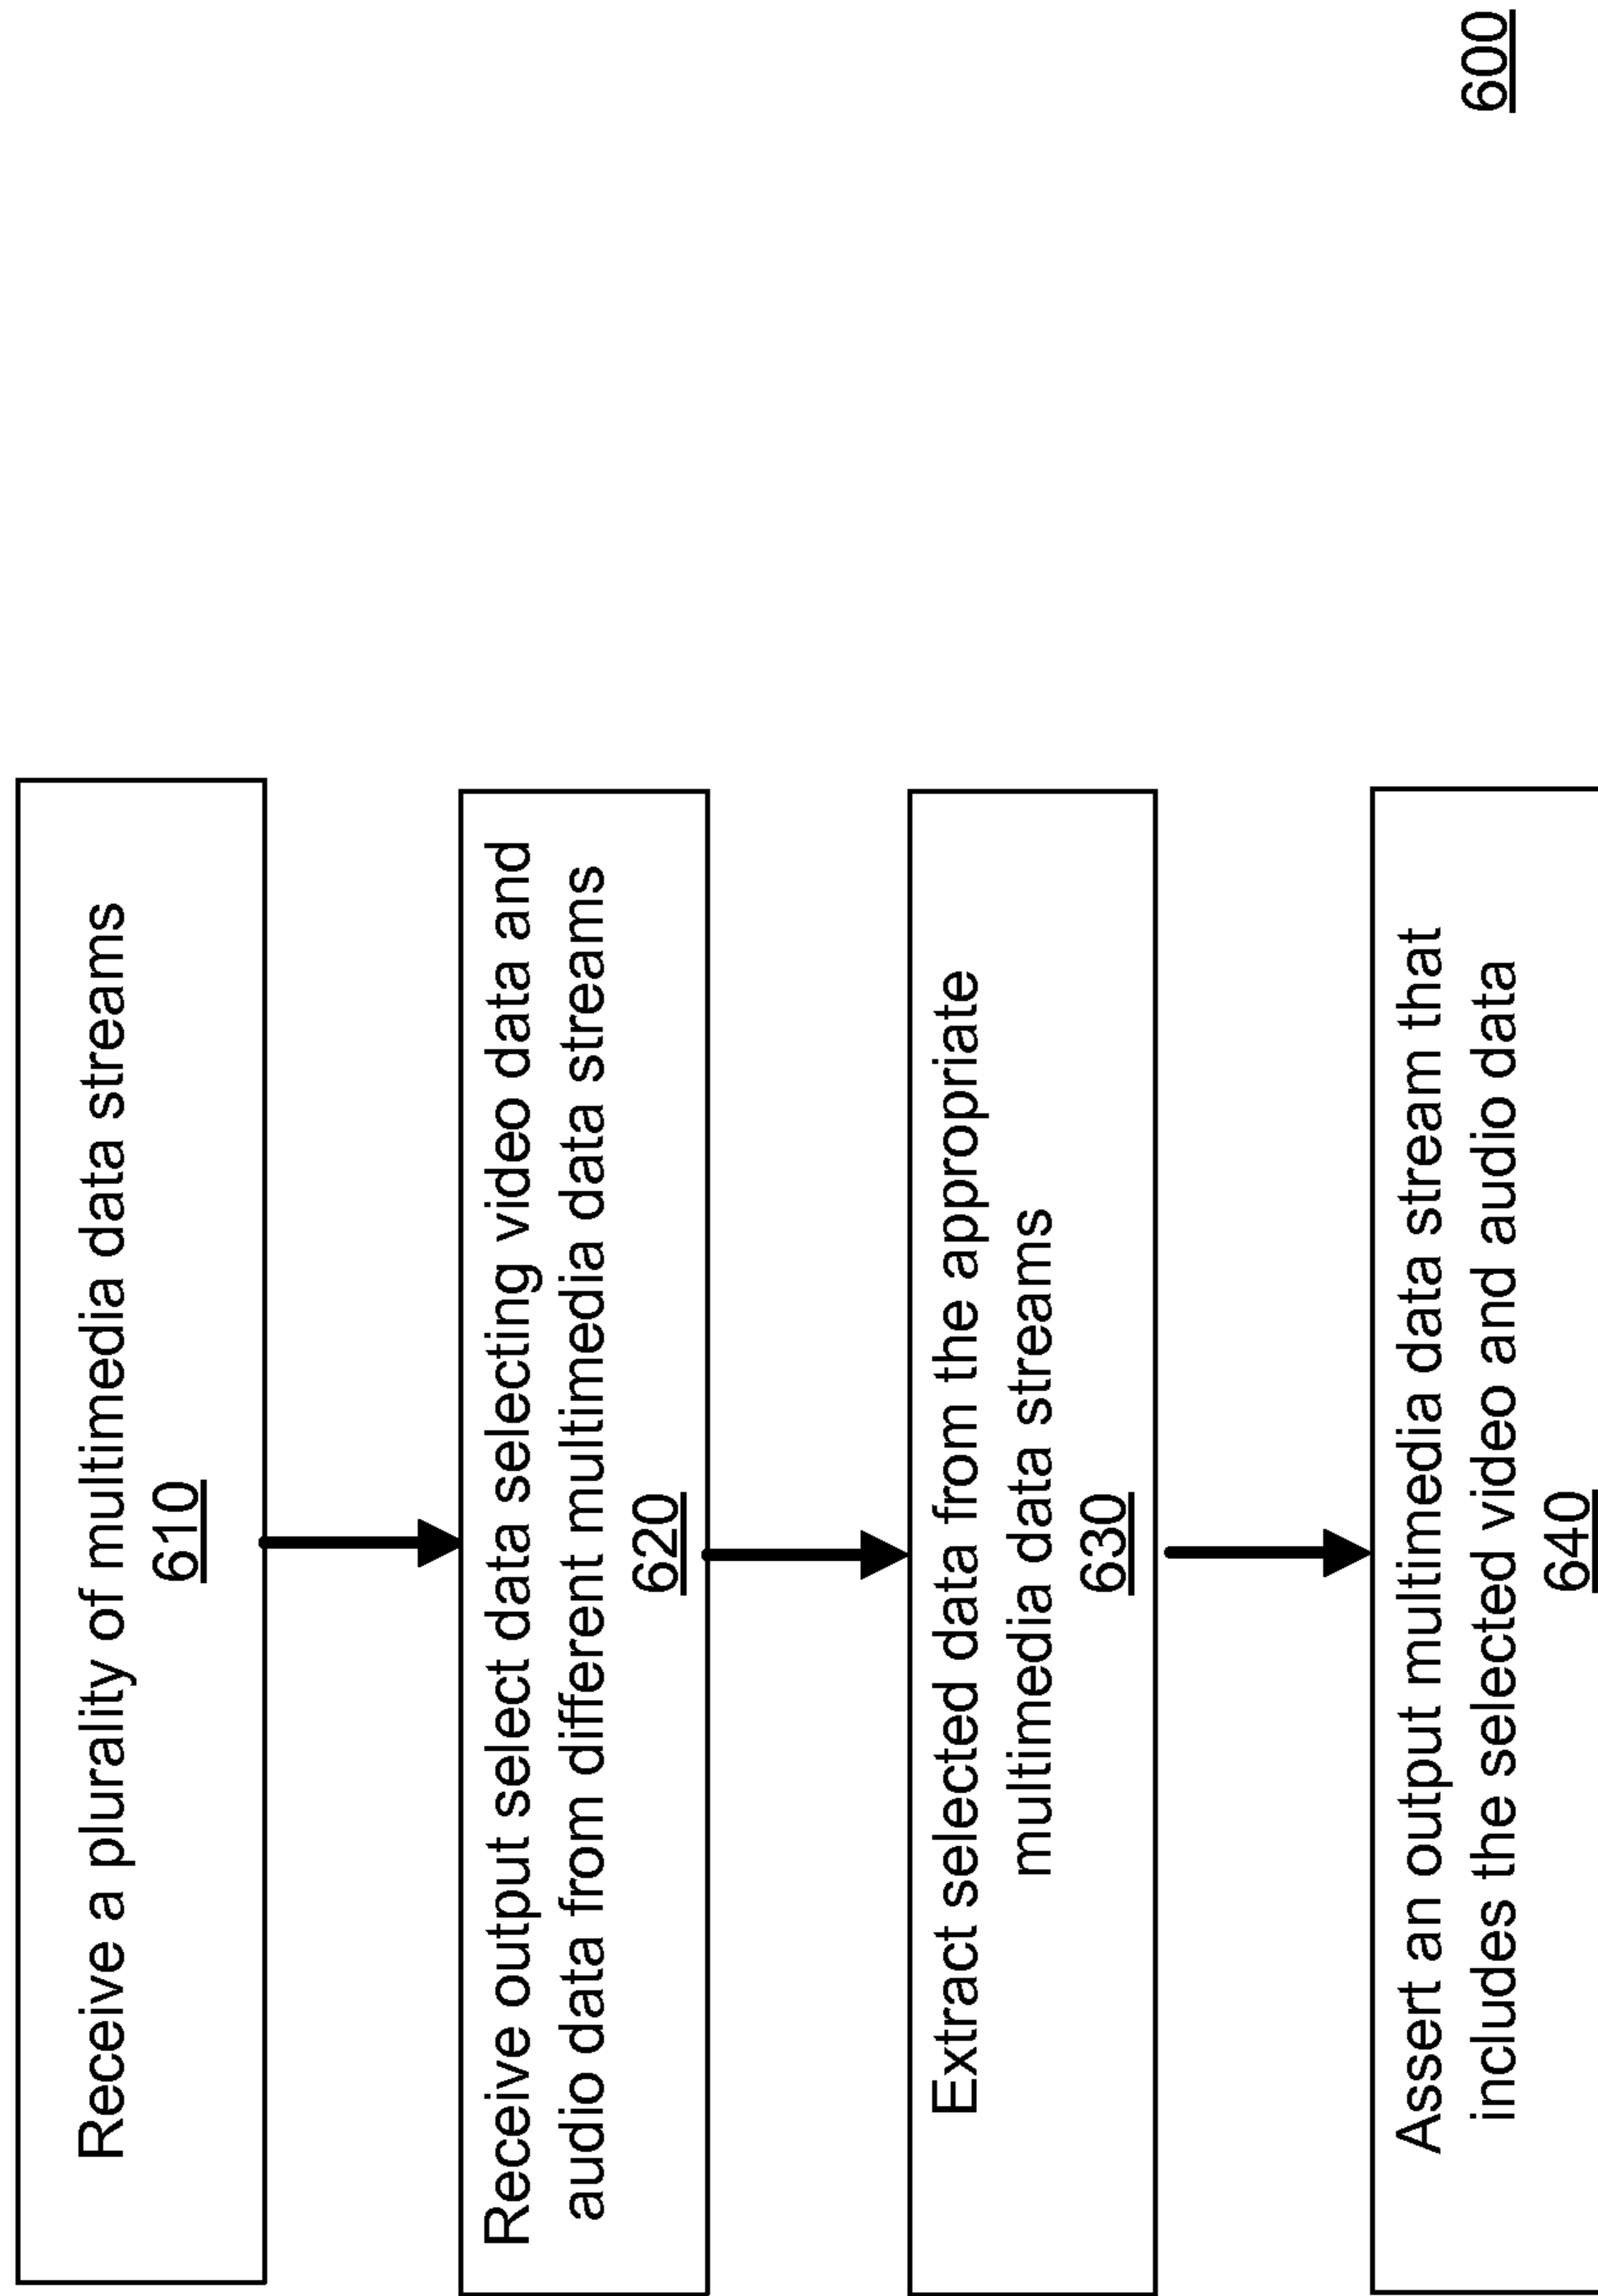 Receive a plurality of multimedia data streams
610
Receive output select data selecting video data and
audio data from different multimedia data streams
620
Extract selected data from the appropriate
multimedia data streams
630
Assert an output multimedia data stream that
includes the selected video and audio data
640
600